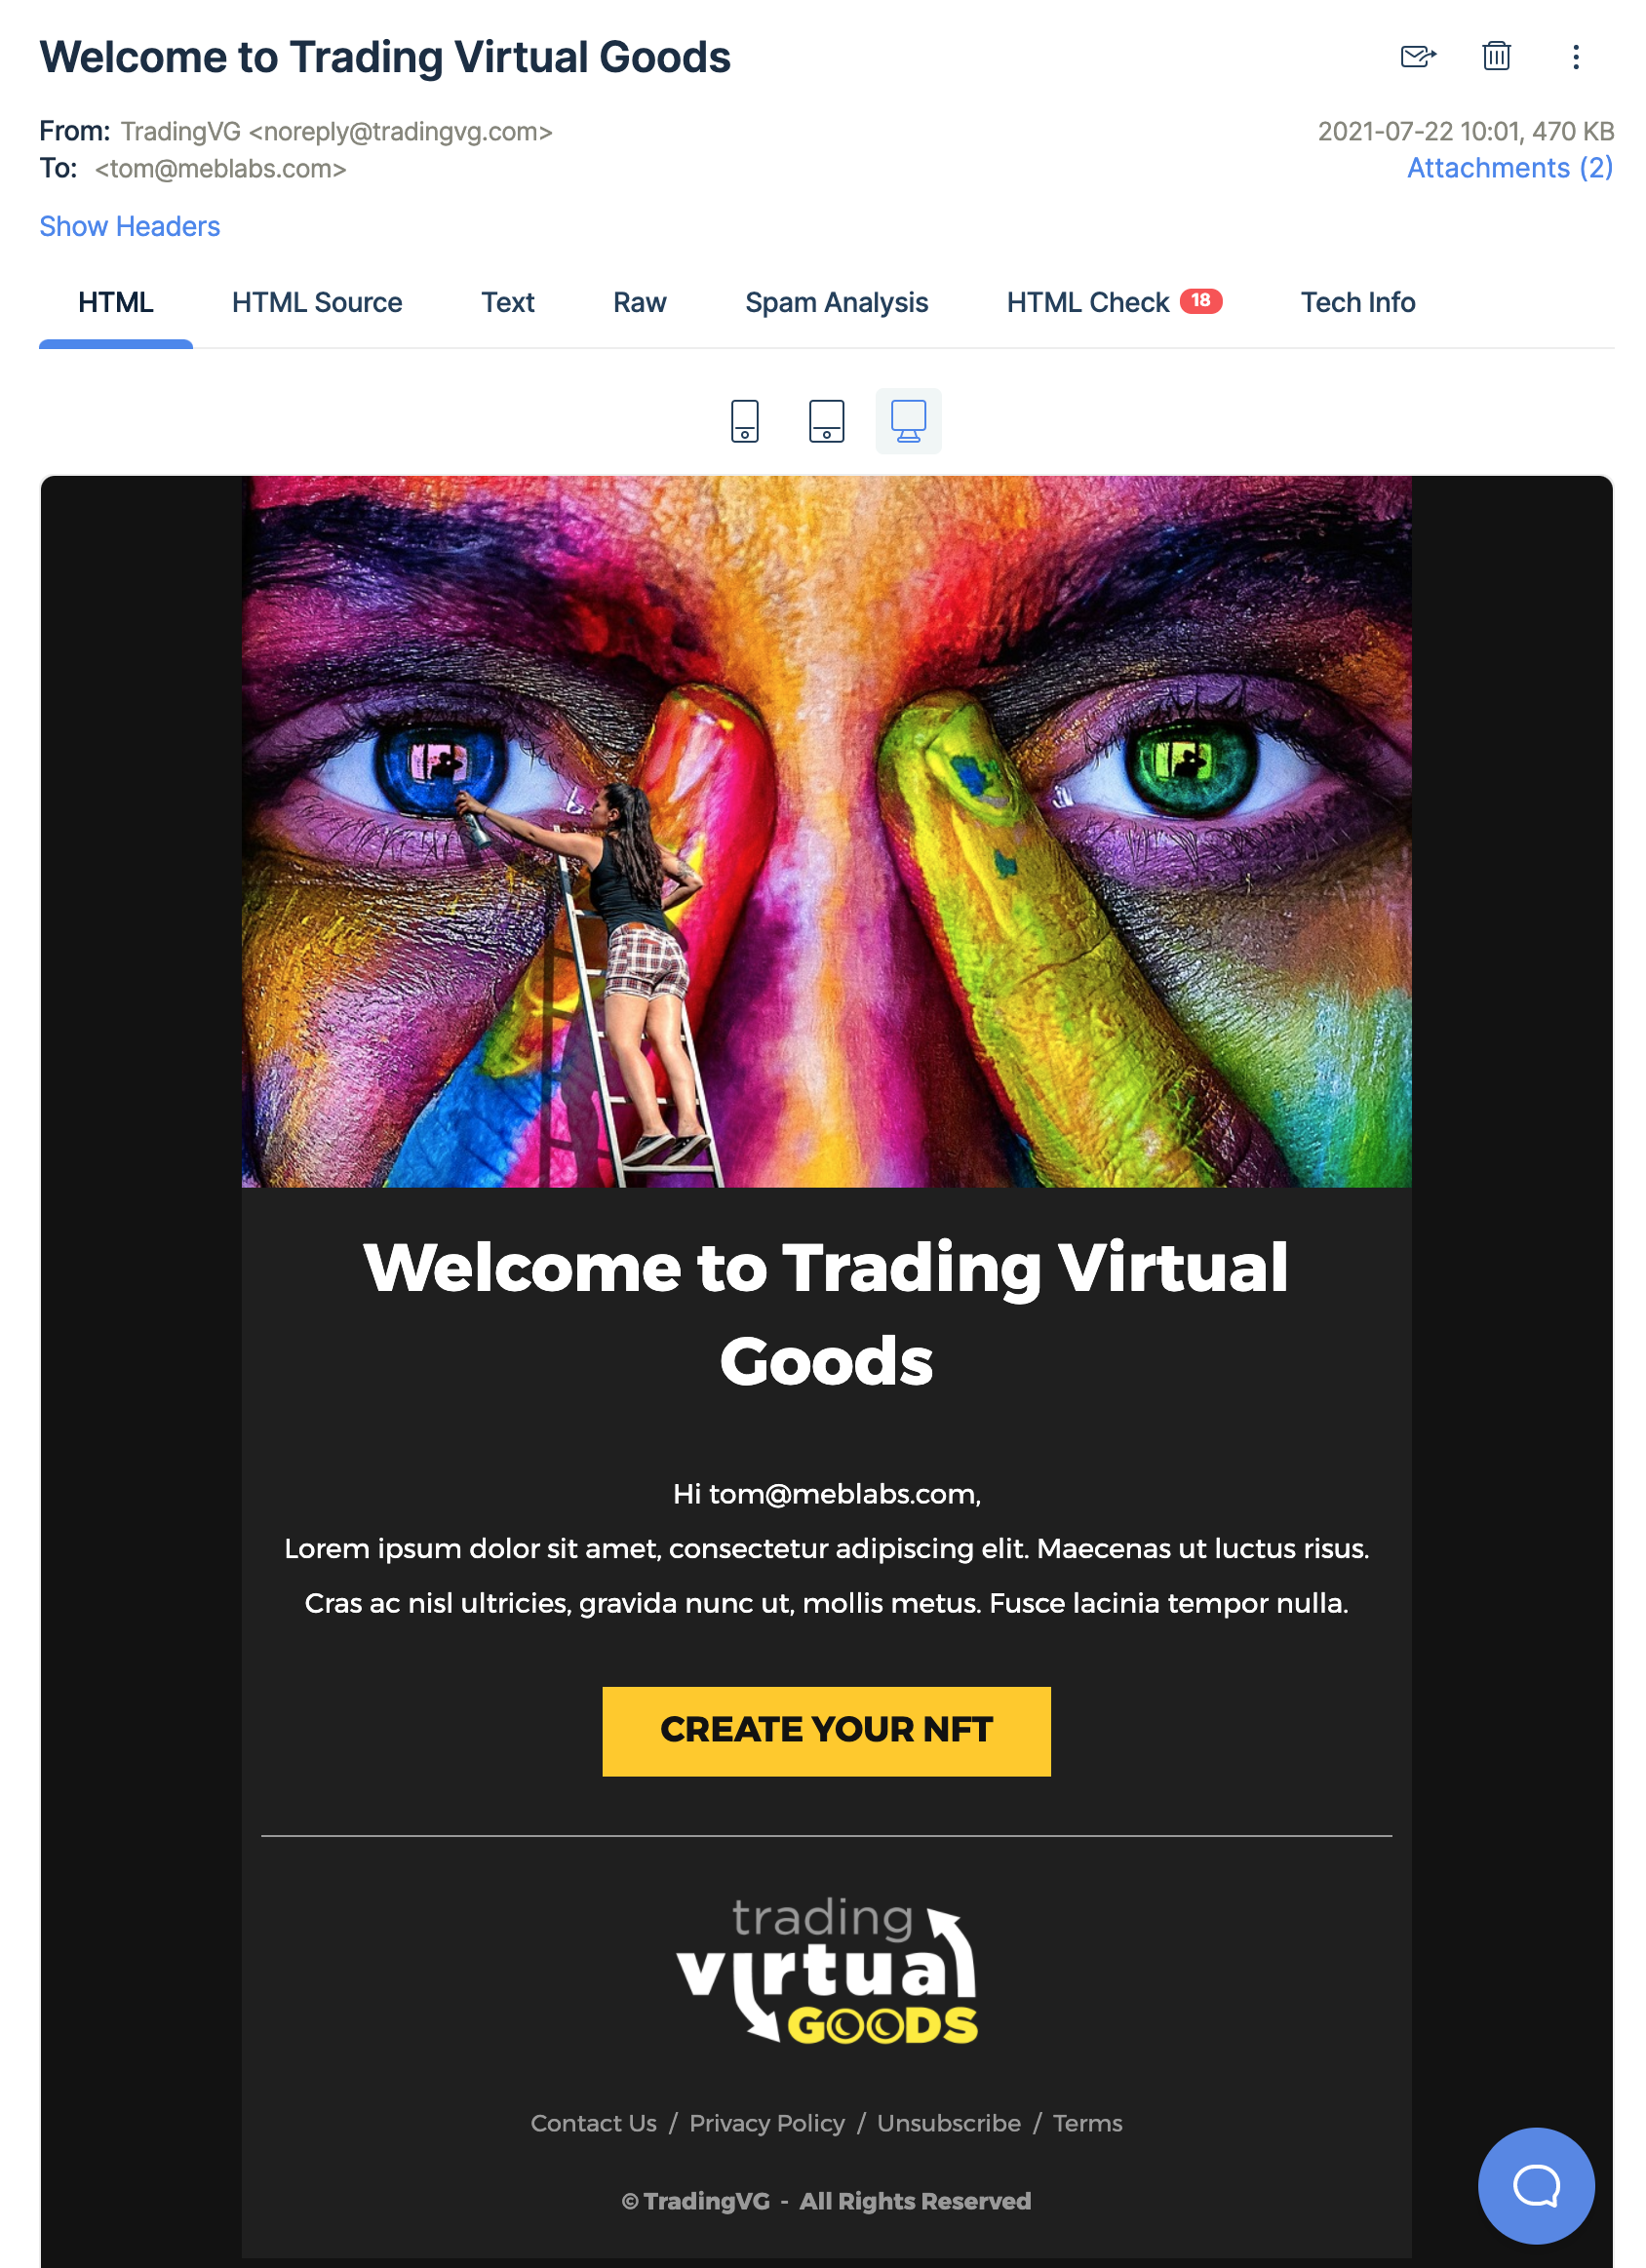 Welcome to Trading Virtual Goods
From: TradingVG <noreply@tradingvg.com>
2021-07-22 10:01, 470 KB
To: <tom@meblabs.com>
Attachments (2)
Show Headers
HTML HTML Source Text Raw Spam Analysis HTML Check 18 Tech Info
Welcome to Trading Virtual
Goods
Hi tom@meblabs.com,
Lorem ipsum dolor sit amet, consectetur adipiscing elit. Maecenas ut luctus risus.
Cras ac nisl ultricies, gravida nunc ut, mollis metus. Fusce lacinia tempor nulla.
CREATE YOUR NFT
trading
virtual
GOODS
Contact Us / Privacy Policy / Unsubscribe / Terms
© TradingVG - All Rights Reserved